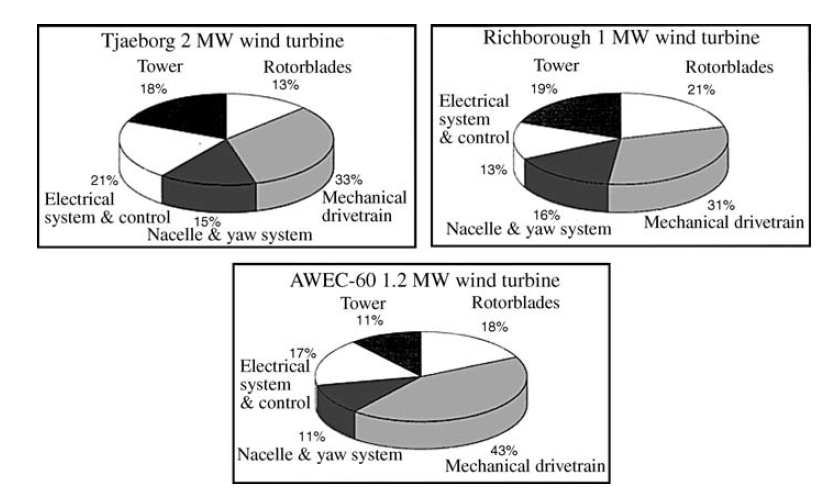 Tjaeborg 2 MW wind turbine
Tower
18%
Rotorblades
13%
21%
Electrical
system & control
15%
Nacelle & yaw system
33%
Mechanical
drivetrain
Richborough 1 MW wind turbine
Tower
19%
Rotorblades
21%
Electrical
system
& control
13%
16%
Nacelle & yaw system
31%
Mechanical drivetrain
AWEC-60 1.2 MW wind turbine
Tower
11%
Rotorblades
18%
17%
Electrical
system
& control
11%
Nacelle & yaw system
43%
Mechanical drivetrain